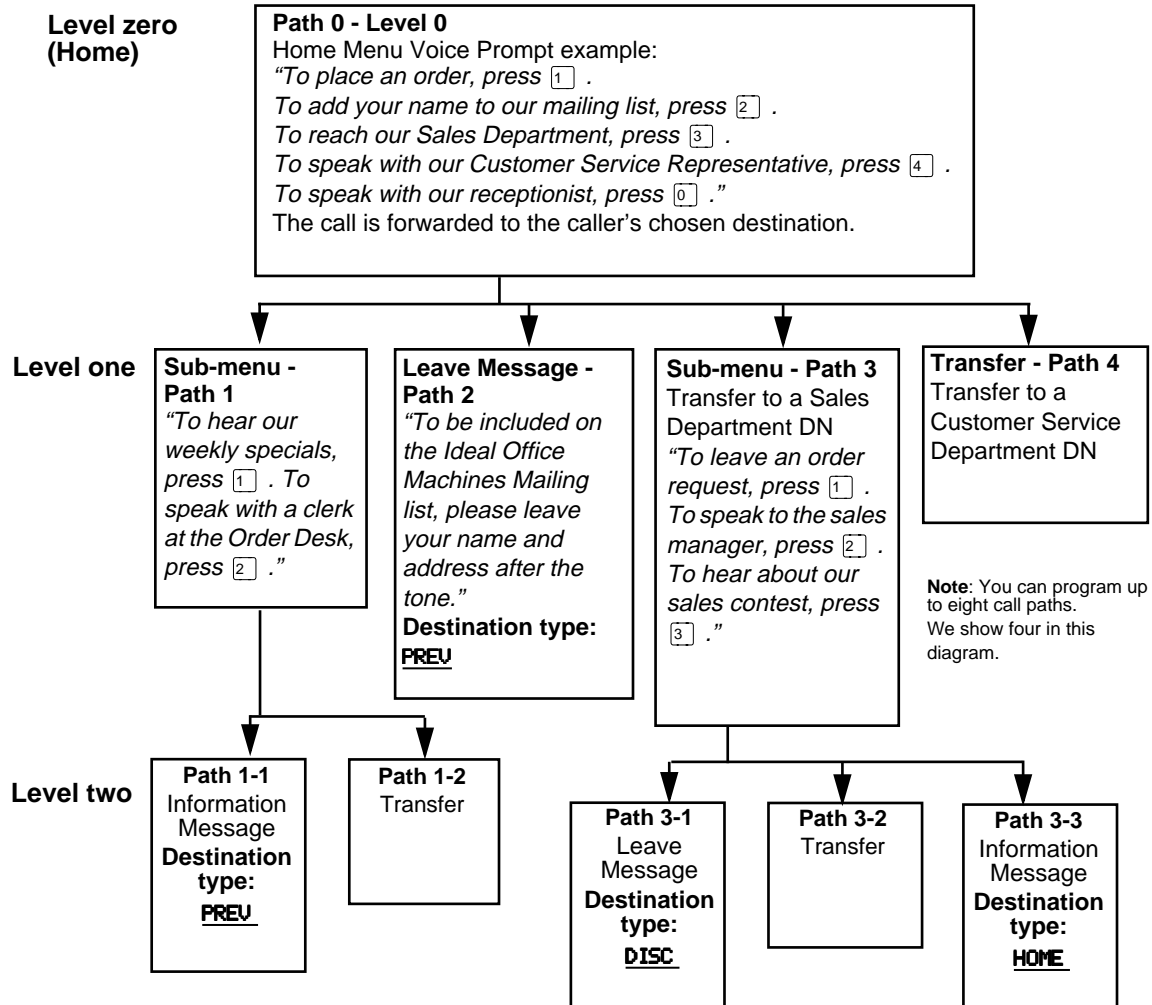 Level zero
(Home)
Path 0 - Level 0
Home Menu Voice Prompt example:
“To place an order, press 1 .
To add your name to our mailing list, press 2 .
To reach our Sales Department, press 3 .
To speak with our Customer Service Representative, press 4 .
To speak with our receptionist, press 0 .”
The call is forwarded to the caller’s chosen destination.
Level one
Sub-menu -
Path 1
“To hear our
weekly specials,
press 1 . To
speak with a clerk
at the Order Desk,
press 2 .”
Leave Message -
Path 2
“To be included on
the Ideal Office
Machines Mailing
list, please leave
your name and
address after the
tone.”
Destination type:
PREV
Sub-menu - Path 3
Transfer to a Sales
Department DN
“To leave an order
request, press 1 .
To speak to the sales
manager, press 2 .
To hear about our
sales contest, press
3 .”
Transfer - Path 4
Transfer to a
Customer Service
Department DN
Note: You can program up
to eight call paths.
We show four in this
diagram.
Level two
Path 1-1
Information
Message
Destination
type:
PREV
Path 1-2
Transfer
Path 3-1
Leave
Message
Destination
type:
DISC
Path 3-2
Transfer
Path 3-3
Information
Message
Destination
type:
HOME